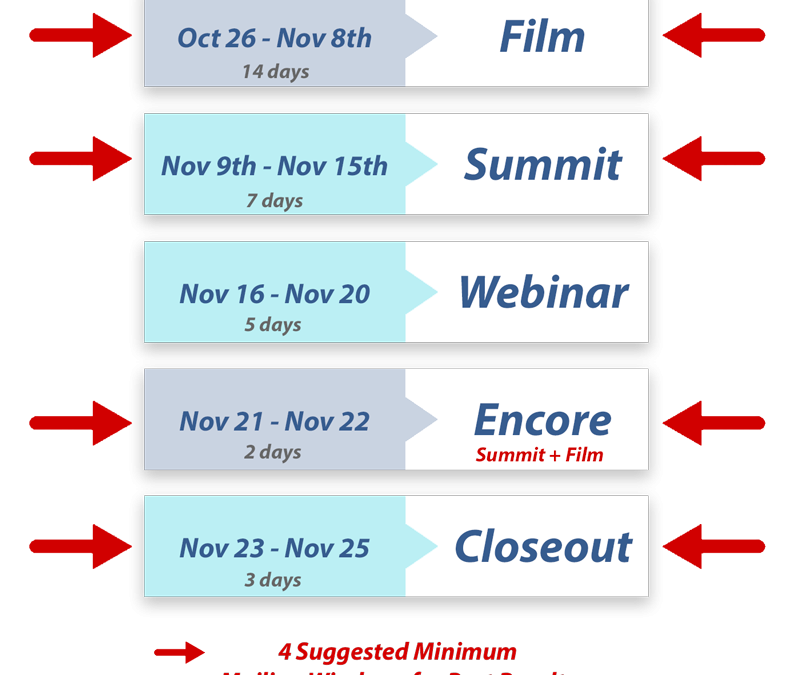 Oct 26 - Nov 8th
14 days
Film
Nov 9th - Nov 15th
7 days
Summit
Nov 16 - Nov 20
5 days
Webinar
Nov 21 - Nov 22
2 days
Encore
Summit + Film
Nov 23 - Nov 25
3 days
Closeout
4 Suggested Minimum